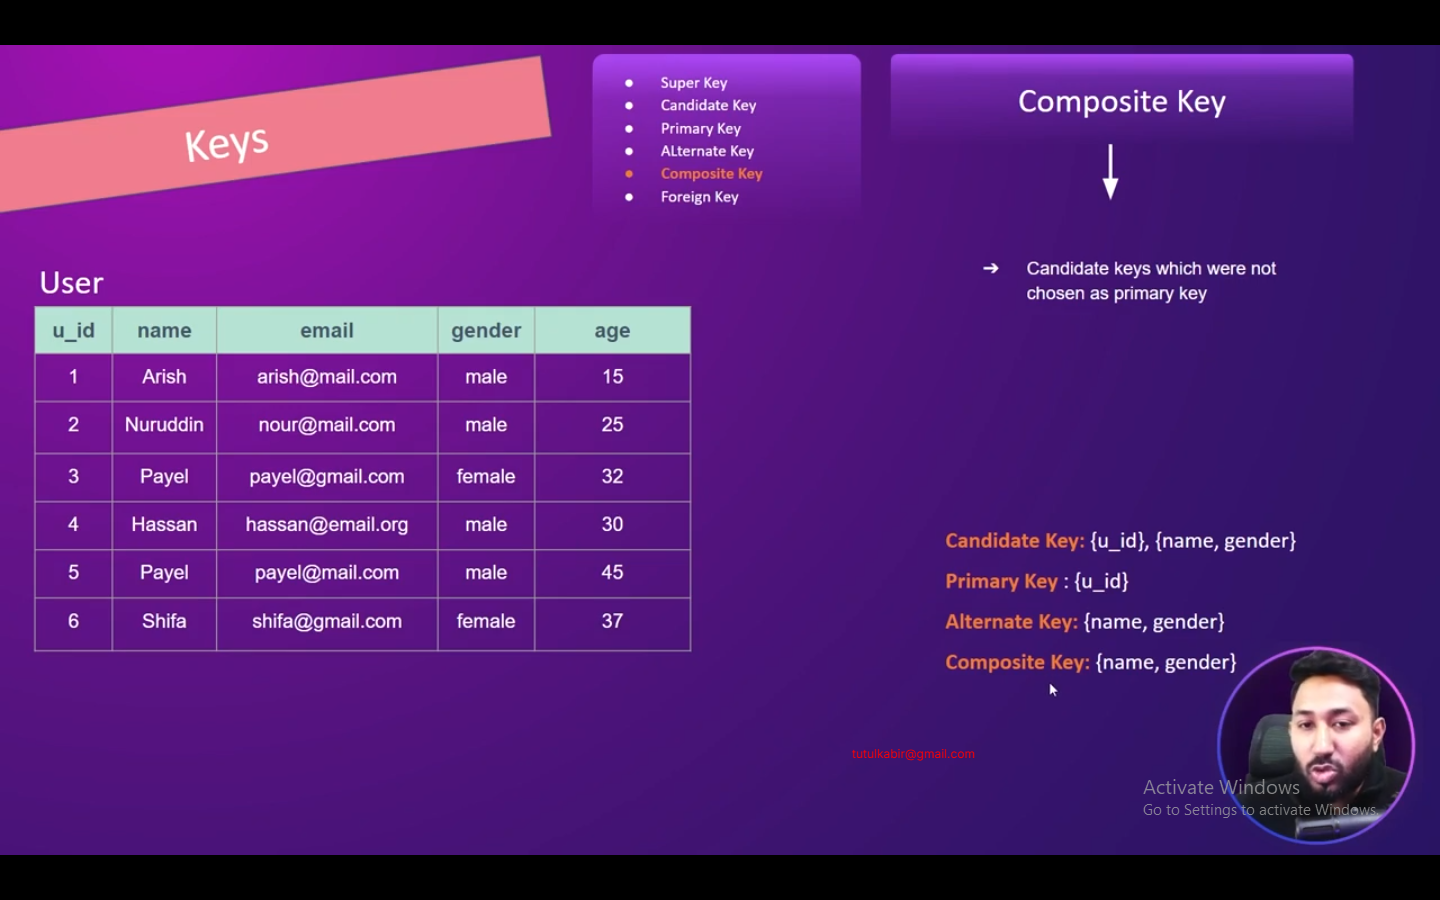 Keys
Super Key
Candidate Key
Primary Key
ALternate Key
Composite Key
Foreign Key
Composite Key
Candidate keys which were not
chosen as primary key
User
u_id name email gender age
1 Arish arish@mail.com male 15
2 Nuruddin nour@mail.com male 25
3 Payel payel@gmail.com female 32
4 Hassan hassan@email.org male 30
5 Payel payel@mail.com male 45
6 Shifa shifa@gmail.com female 37
Candidate Key: {u_id}, {name, gender}
Primary Key : {u_id}
Alternate Key: {name, gender}
Composite Key: {name, gender}
tutulkabir@gmail.com
Activate Windows
Go to Settings to activate Windows.